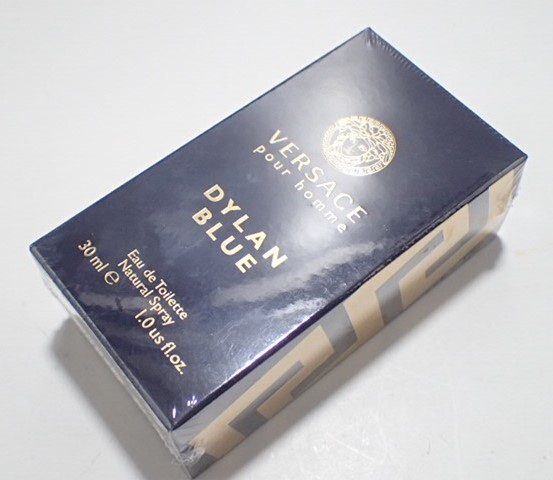 VERSACE
pour homme
DYLAN
BLUE
Eau de Toilette
Natural Spray
30 ml ℮ 1.0 us fl.oz.